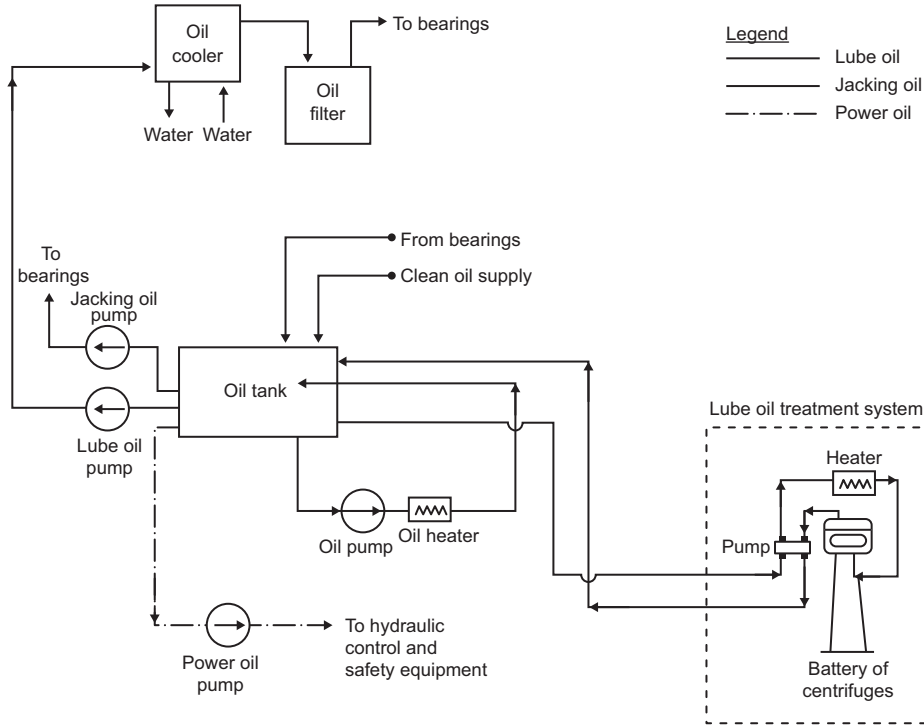 Oil
cooler
To bearings
Oil
filter
Water
Water
Legend
Lube oil
Jacking oil
Power oil
From bearings
Clean oil supply
To
bearings
Jacking oil
pump
Oil tank
Lube oil
pump
Oil pump
Oil heater
Power oil
pump
To hydraulic
control and
safety equipment
Lube oil treatment system
Heater
Pump
Battery of
centrifuges